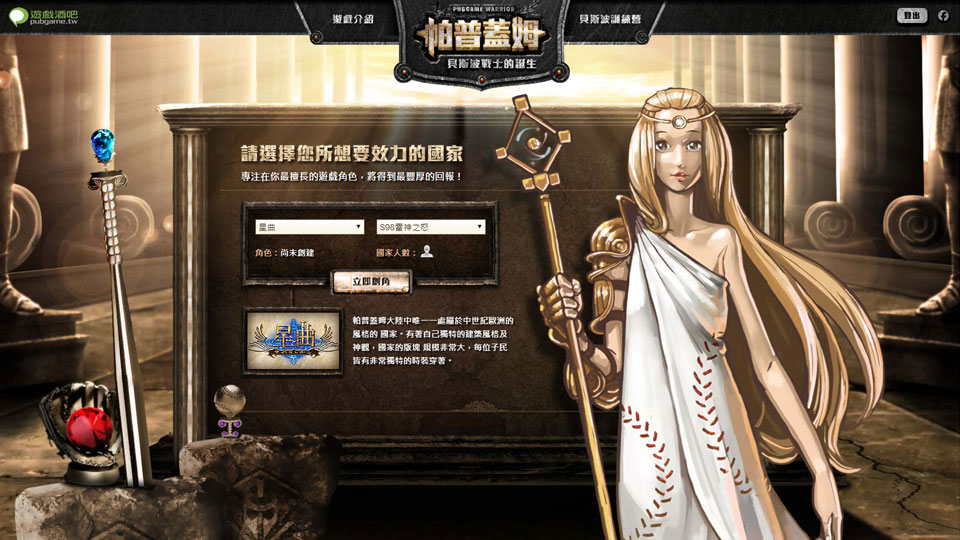 遊戲酒吧
pubgame.tw
遊戲介紹
PUBGAME WARRIOR
帕普蓋姆
貝斯波戰士的誕生
貝斯波訓練營
登出
請選擇您所想要效力的國家
專注在你最擅長的遊戲角色，將得到最豐厚的回報！
星曲
S98雷神之怒
角色：尚未創建
國家人數：
立即創角
星曲
帕普蓋姆大陸中唯一一處屬於中世紀歐洲的
風格的 國家。有著自己獨特的建築風格及
神觀，國家的版塊 規模非常大，每位子民
皆有非常獨特的時裝穿著。